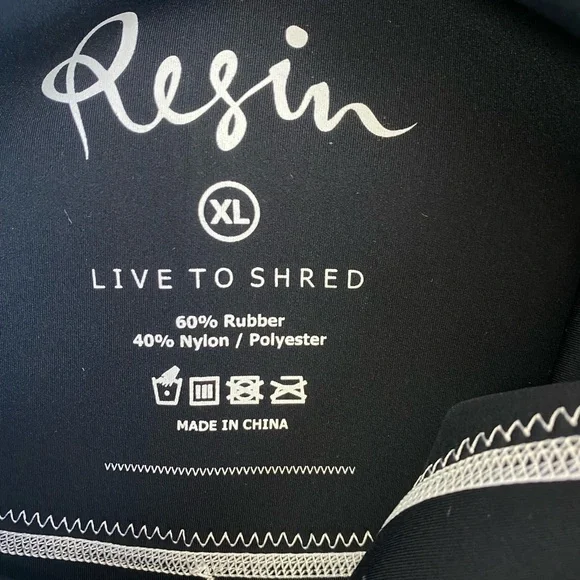 Resin
XL
LIVE TO SHRED
60% Rubber
40% Nylon / Polyester
MADE IN CHINA